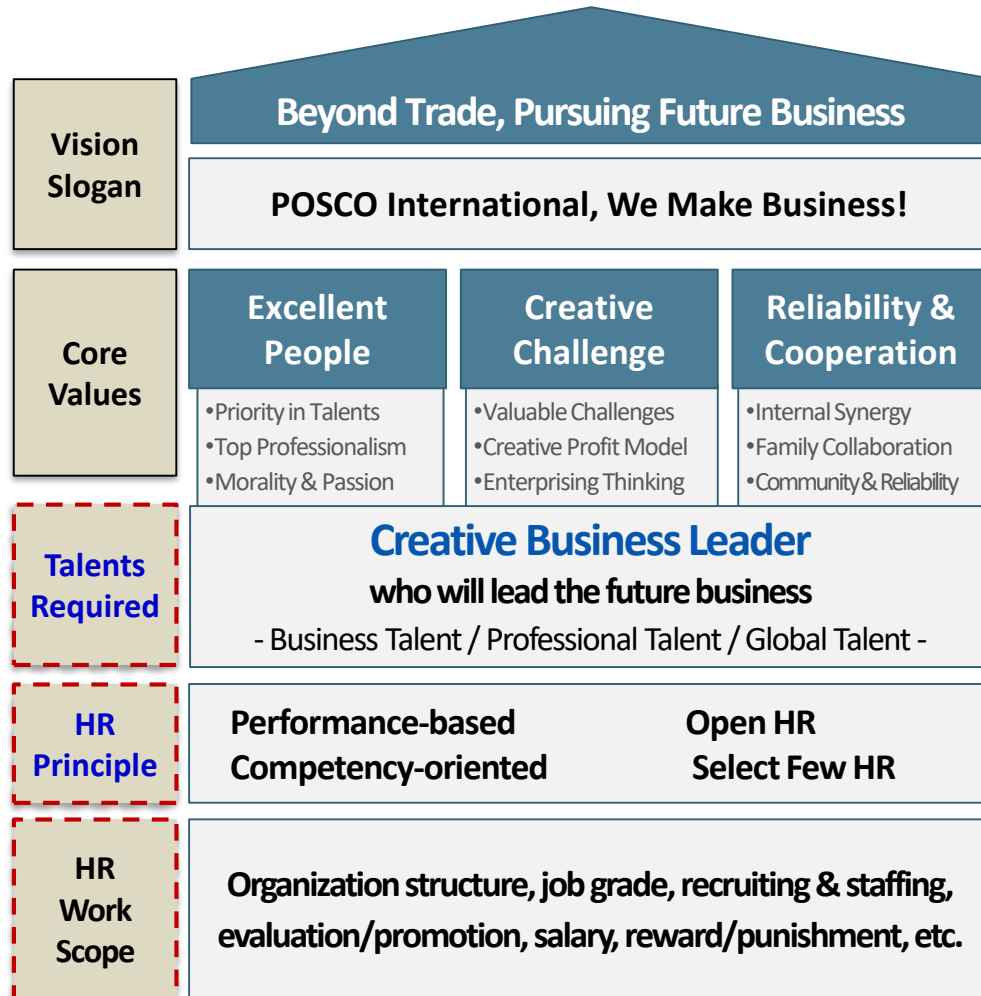 Vision
Slogan
Beyond Trade, Pursuing Future Business
POSCO International, We Make Business!
Core
Values
Excellent
People
•Priority in Talents
•Top Professionalism
•Morality & Passion
Creative
Challenge
•Valuable Challenges
•Creative Profit Model
•Enterprising Thinking
Reliability &
Cooperation
•Internal Synergy
•Family Collaboration
•Community & Reliability
Talents
Required
Creative Business Leader
who will lead the future business
- Business Talent / Professional Talent / Global Talent -
HR
Principle
Performance-based Open HR
Competency-oriented Select Few HR
HR
Work
Scope
Organization structure, job grade, recruiting & staffing,
evaluation/promotion, salary, reward/punishment, etc.